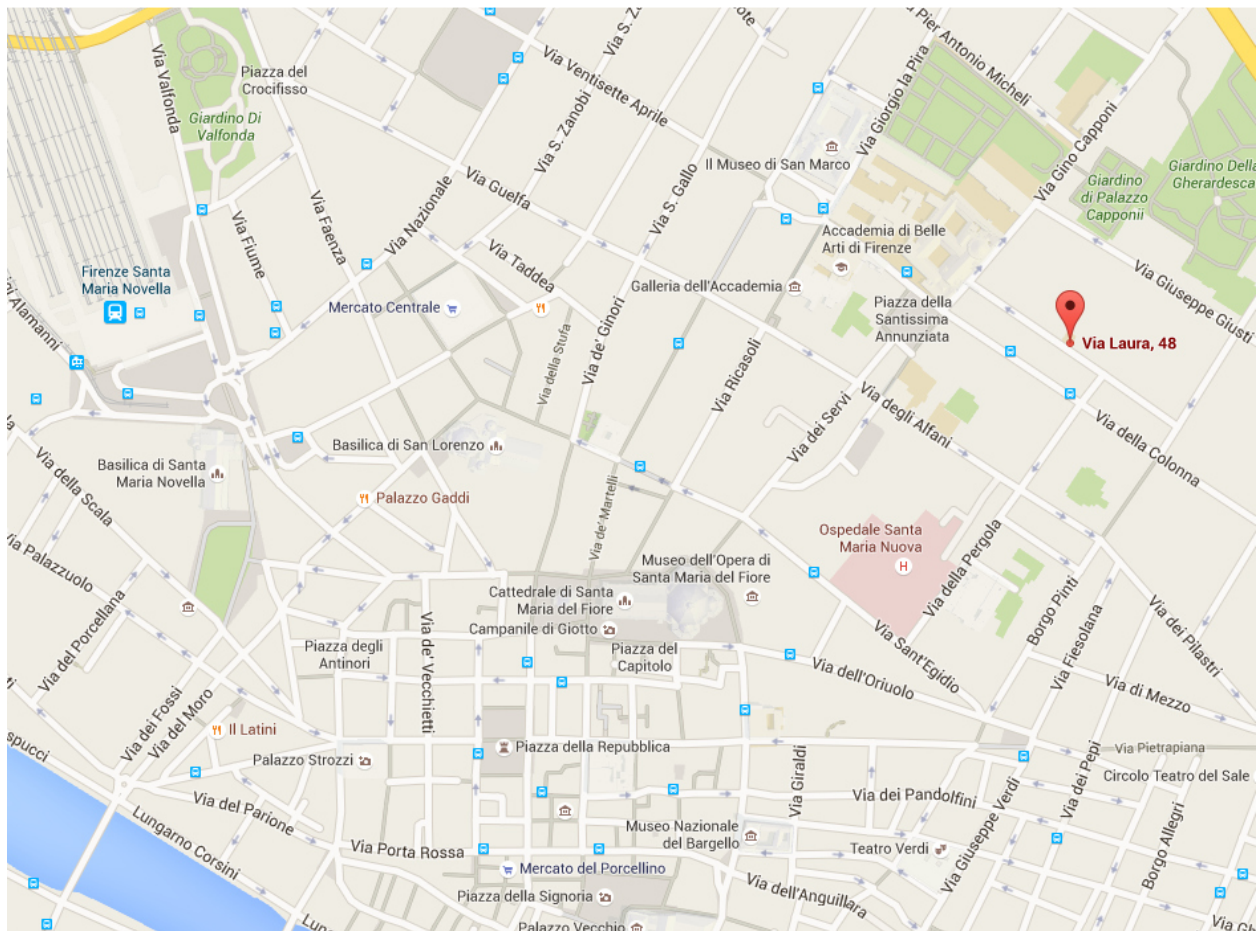 Via Valfonda
Piazza del
Crocifisso
Giardino Di
Valfonda
Via S. Z
Via S. Zanobi
Via Ventisette Aprile
ote
a Pier Antonio Micheli
Via Giorgio la Pira
Via Gino Capponi
Il Museo di San Marco
Giardino
di Palazzo
Capponii
Giardino Della
Gherardesca
Via Guelfa
Via S. Gallo
Via Nazionale
Via Faenza
Via Fiume
Accademia di Belle
Arti di Firenze
Firenze Santa
Maria Novella
igi Alamanni
Via Taddea
Mercato Centrale
Galleria dell'Accademia
Piazza della
Santissima
Annunziata
Via Giuseppe Giusti
Via Laura, 48
Via de' Ginori
Via della Stufa
Via Ricasoli
Via dei Servi
Via degli Alfani
Via della Colonna
Basilica di San Lorenzo
Basilica di Santa
Maria Novella
Palazzo Gaddi
la
Via della Scala
Via de' Martelli
Ospedale Santa
Maria Nuova
Via Palazzuolo
Via del Porcellana
Museo dell'Opera di
Santa Maria del Fiore
Cattedrale di Santa
Maria del Fiore
Campanile di Giotto
Via della Pergola
Borgo Pinti
Via Fiesolana
Via dei Pilastri
Via de' Vecchietti
Piazza degli
Antinori
Piazza del
Capitolo
Via Sant'Egidio
Via dell'Oriuolo
Via di Mezzo
Via dei Fossi
Via del Moro
Il Latini
spucci
Palazzo Strozzi
Piazza della Repubblica
Via Pietrapiana
Circolo Teatro del Sale
Via Giraldi
Via dei Pandolfini
Via dei Pepi
Via Giuseppe Verdi
Borgo Allegri
Via del Parione
Lungarno Corsini
Via Porta Rossa
Museo Nazionale
del Bargello
Teatro Verdi
Mercato del Porcellino
Via dell'Anguillara
Piazza della Signoria
Palazzo Vecchio
Lung
Via G